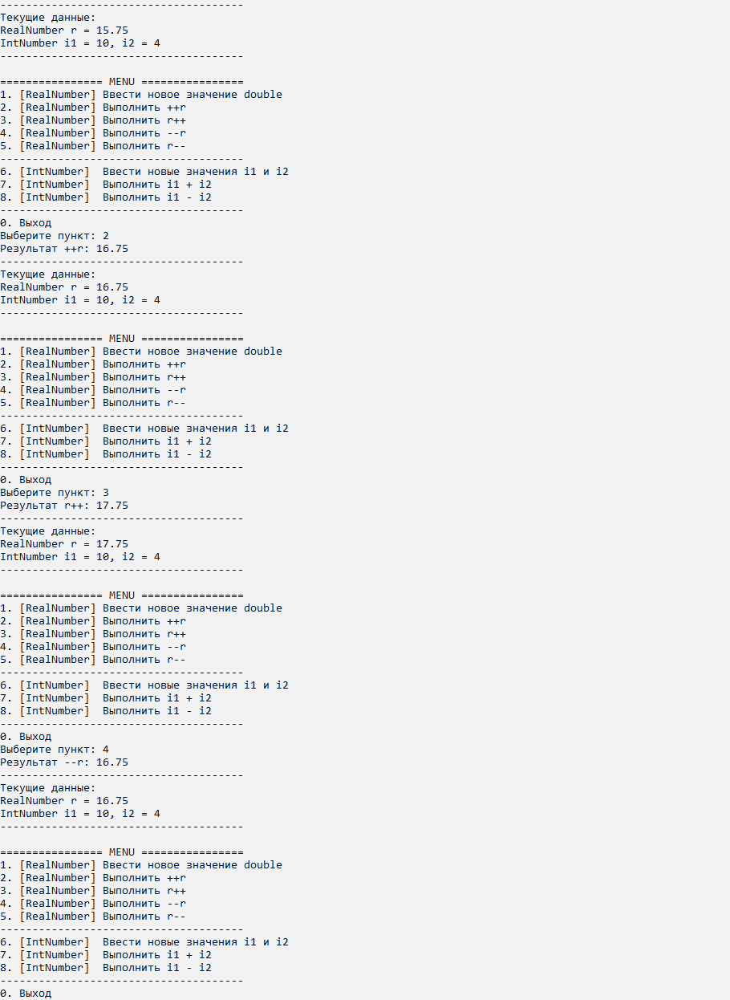 --------------------------------------
Текущие данные:
RealNumber r = 15.75
IntNumber i1 = 10, i2 = 4
--------------------------------------
================ MENU ================
1. [RealNumber] Ввести новое значение double
2. [RealNumber] Выполнить ++r
3. [RealNumber] Выполнить r++
4. [RealNumber] Выполнить --r
5. [RealNumber] Выполнить r--
--------------------------------------
6. [IntNumber]  Ввести новые значения i1 и i2
7. [IntNumber]  Выполнить i1 + i2
8. [IntNumber]  Выполнить i1 - i2
--------------------------------------
0. Выход
Выберите пункт: 2
Результат ++r: 16.75
--------------------------------------
Текущие данные:
RealNumber r = 16.75
IntNumber i1 = 10, i2 = 4
--------------------------------------
================ MENU ================
1. [RealNumber] Ввести новое значение double
2. [RealNumber] Выполнить ++r
3. [RealNumber] Выполнить r++
4. [RealNumber] Выполнить --r
5. [RealNumber] Выполнить r--
--------------------------------------
6. [IntNumber]  Ввести новые значения i1 и i2
7. [IntNumber]  Выполнить i1 + i2
8. [IntNumber]  Выполнить i1 - i2
--------------------------------------
0. Выход
Выберите пункт: 3
Результат r++: 17.75
--------------------------------------
Текущие данные:
RealNumber r = 17.75
IntNumber i1 = 10, i2 = 4
--------------------------------------
================ MENU ================
1. [RealNumber] Ввести новое значение double
2. [RealNumber] Выполнить ++r
3. [RealNumber] Выполнить r++
4. [RealNumber] Выполнить --r
5. [RealNumber] Выполнить r--
--------------------------------------
6. [IntNumber]  Ввести новые значения i1 и i2
7. [IntNumber]  Выполнить i1 + i2
8. [IntNumber]  Выполнить i1 - i2
--------------------------------------
0. Выход
Выберите пункт: 4
Результат --r: 16.75
--------------------------------------
Текущие данные:
RealNumber r = 16.75
IntNumber i1 = 10, i2 = 4
--------------------------------------
================ MENU ================
1. [RealNumber] Ввести новое значение double
2. [RealNumber] Выполнить ++r
3. [RealNumber] Выполнить r++
4. [RealNumber] Выполнить --r
5. [RealNumber] Выполнить r--
--------------------------------------
6. [IntNumber]  Ввести новые значения i1 и i2
7. [IntNumber]  Выполнить i1 + i2
8. [IntNumber]  Выполнить i1 - i2
--------------------------------------
0. Выход